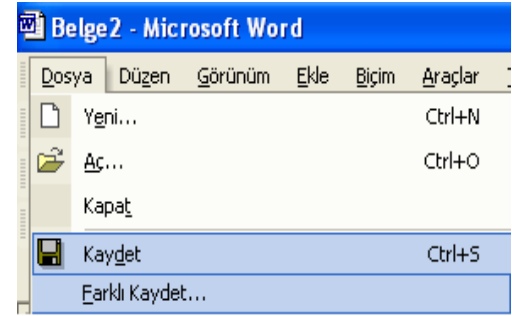 Belge2 - Microsoft Word
Dosya Düzen Görünüm Ekle Biçim Araçlar
Yeni... Ctrl+N
Aç... Ctrl+O
Kapat
Kaydet Ctrl+S
Farklı Kaydet...